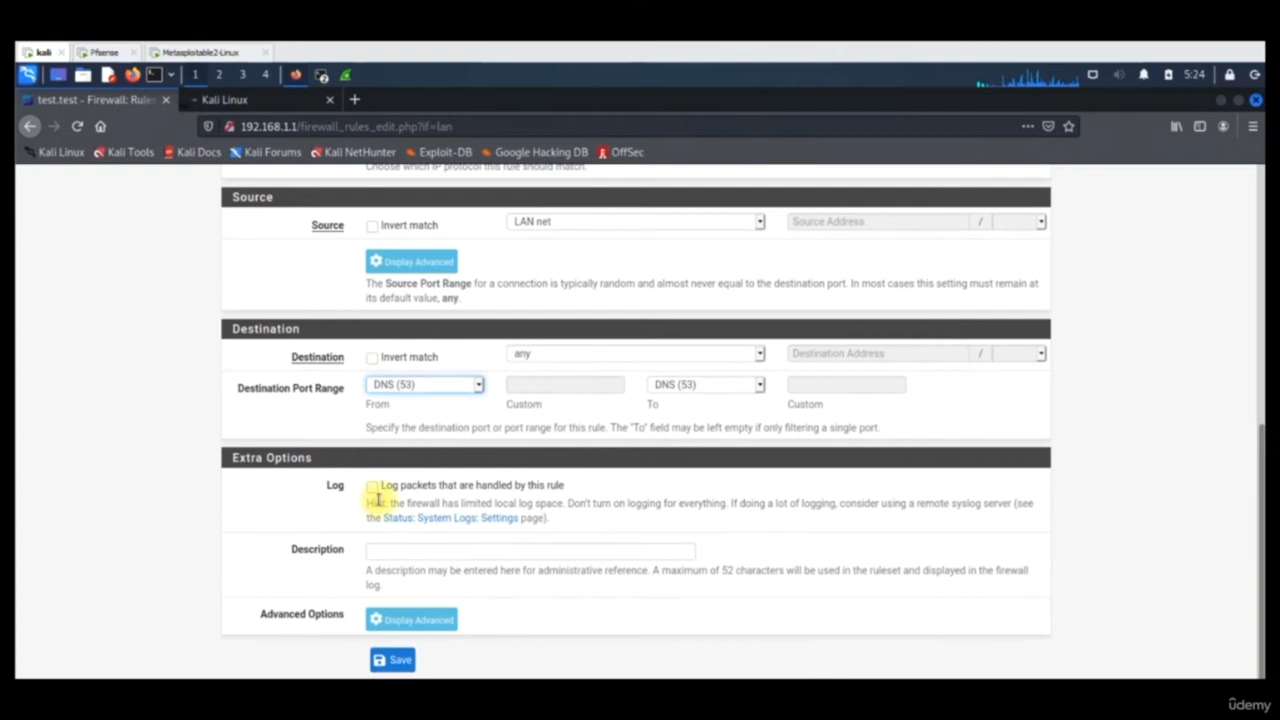 kali
Pfsense
Metasploitable2-Linux
1 2 3 4
5:24
test.test - Firewall: Rules
Kali Linux
192.168.1.1/firewall_rules_edit.php?if=lan
Kali Linux
Kali Tools
Kali Docs
Kali Forums
Kali NetHunter
Exploit-DB
Google Hacking DB
OffSec
Choose which IP protocol this rule should match.
Source
Source
Invert match
LAN net
Source Address
/
Display Advanced
The Source Port Range for a connection is typically random and almost never equal to the destination port. In most cases this setting must remain at
its default value, any.
Destination
Destination
Invert match
any
Destination Address
/
Destination Port Range
DNS (53)
DNS (53)
From
Custom
To
Custom
Specify the destination port or port range for this rule. The "To" field may be left empty if only filtering a single port.
Extra Options
Log
Log packets that are handled by this rule
Hint: the firewall has limited local log space. Don't turn on logging for everything. If doing a lot of logging, consider using a remote syslog server (see
the Status: System Logs: Settings page).
Description
A description may be entered here for administrative reference. A maximum of 52 characters will be used in the ruleset and displayed in the firewall
log.
Advanced Options
Display Advanced
Save
ûdemy